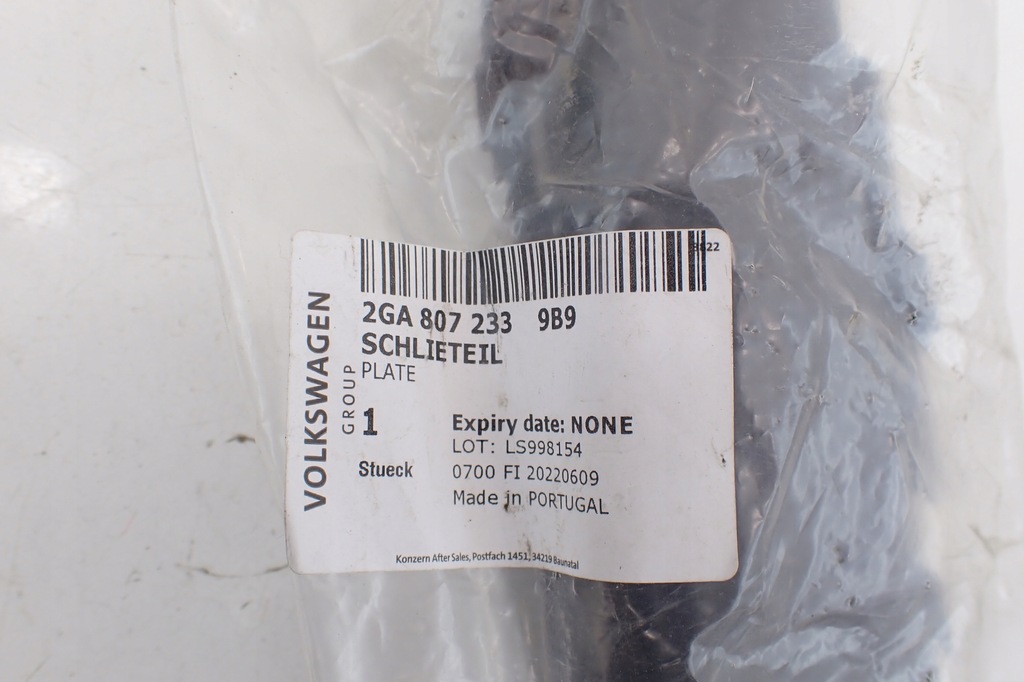 VOLKSWAGEN
GROUP
2GA 807 233 9B9
SCHLIETEIL
PLATE
1
Stueck
Expiry date: NONE
LOT: LS998154
0700 FI 20220609
Made in PORTUGAL
Konzern After Sales, Postfach 1451, 34219 Baunatal